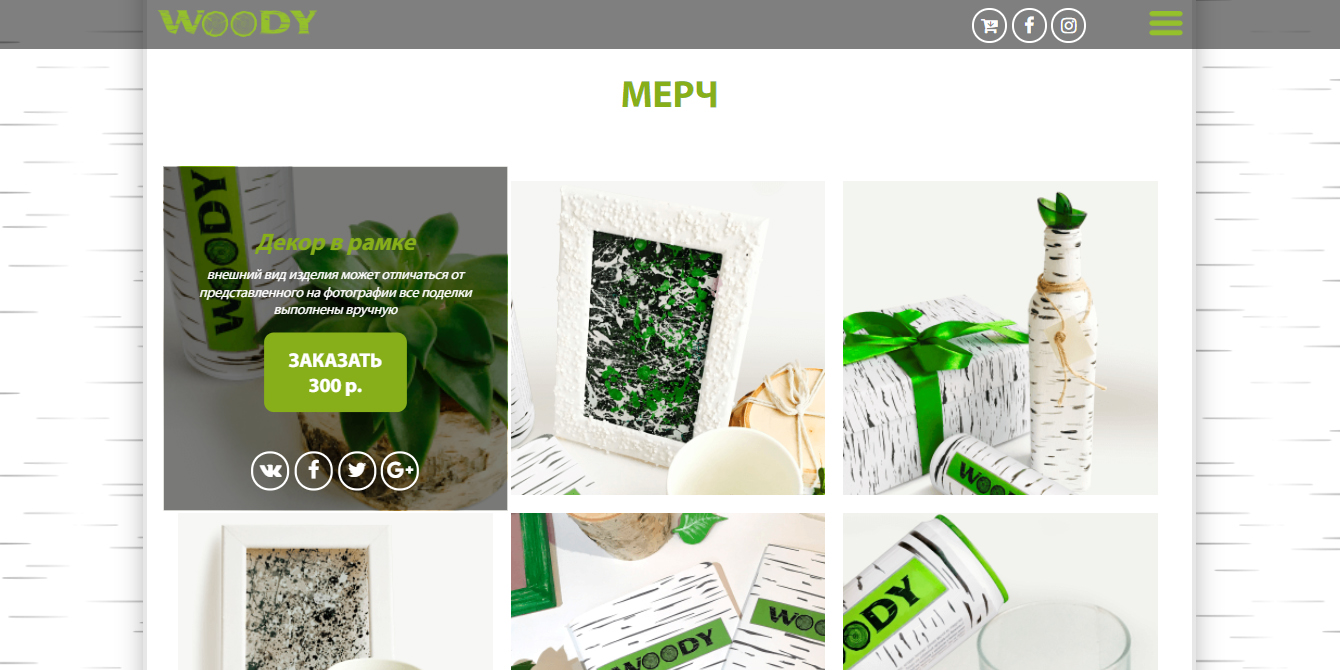 WOODY
МЕРЧ
WOODY
Декор в рамке
внешний вид изделия может отличаться от
представленного на фотографии все поделки
выполнены вручную
ЗАКАЗАТЬ
300 р.
WOODY
WOODY